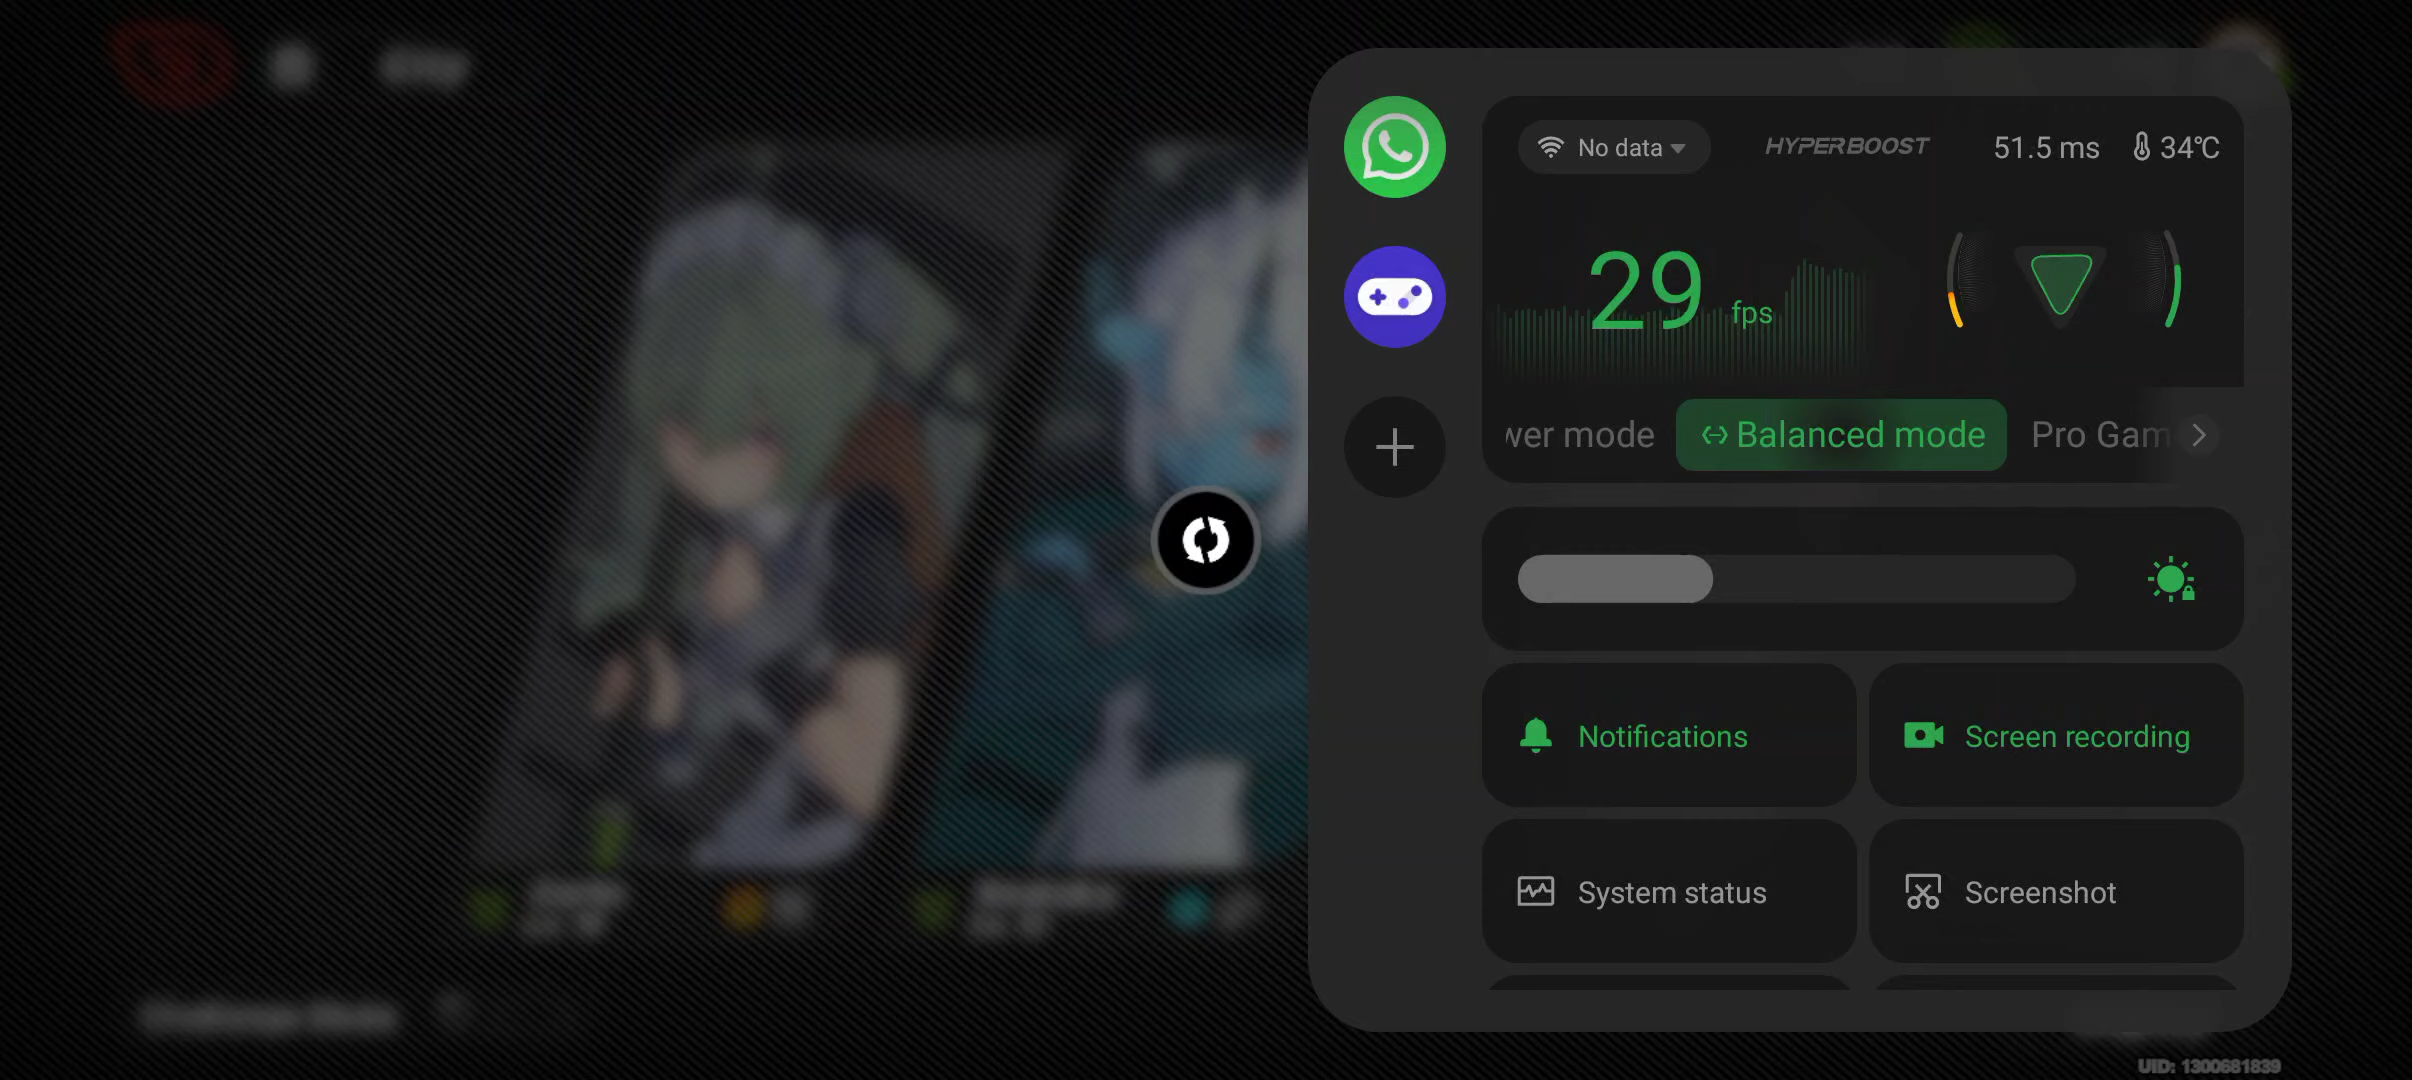 No data
HYPERBOOST
51.5 ms
34°C
29 fps
wer mode
Balanced mode
Pro Gam
Notifications
Screen recording
System status
Screenshot
UID: 1300681839